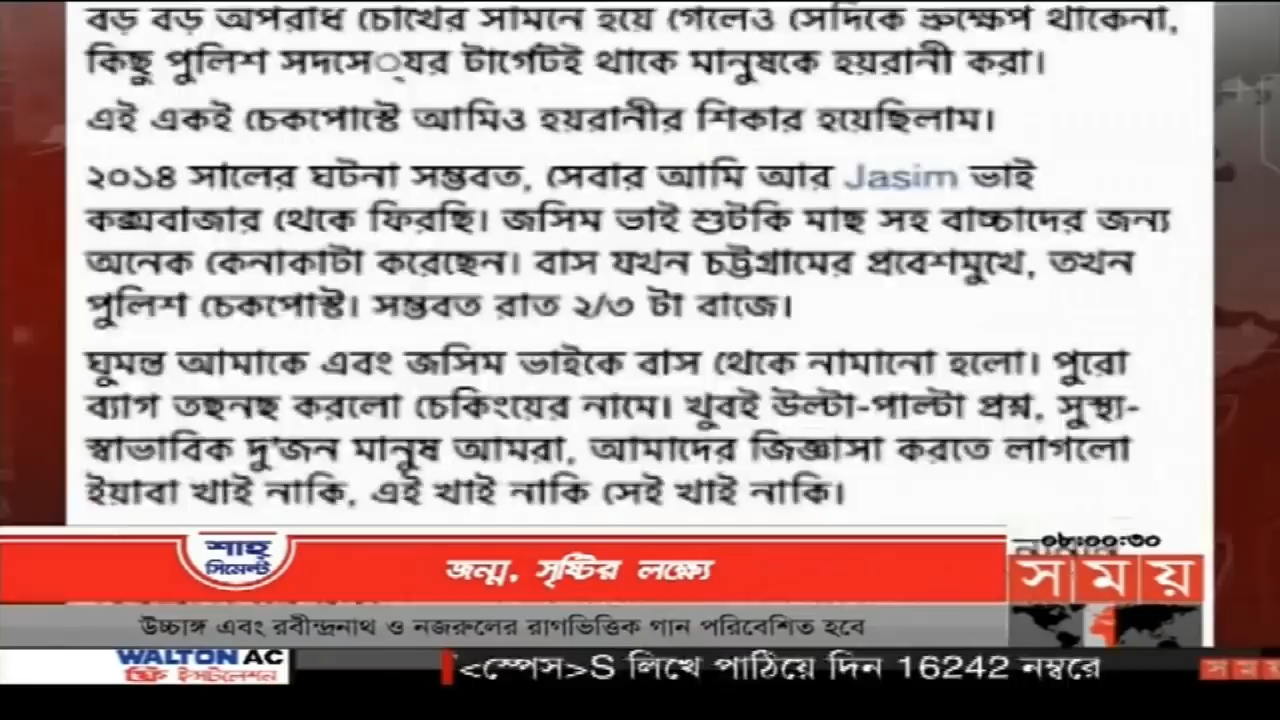 বড় বড় অপরাধ চোখের সামনে হয়ে গেলেও সেদিকে ভ্রুক্ষেপ থাকেনা,
কিছু পুলিশ সদসে্যর টার্গেটই থাকে মানুষকে হয়রানী করা।
এই একই চেকপোস্টে আমিও হয়রানীর শিকার হয়েছিলাম।
২০১৪ সালের ঘটনা সম্ভবত, সেবার আমি আর Jasim ভাই
কক্সবাজার থেকে ফিরছি। জসিম ভাই শুটকি মাছ সহ বাচ্চাদের জন্য
অনেক কেনাকাটা করেছেন। বাস যখন চট্টগ্রামের প্রবেশমুখে, তখন
পুলিশ চেকপোস্ট। সম্ভবত রাত ২/৩ টা বাজে।
ঘুমন্ত আমাকে এবং জসিম ভাইকে বাস থেকে নামানো হলো। পুরো
ব্যাগ তছনছ করলো চেকিংয়ের নামে। খুবই উল্টা-পাল্টা প্রশ্ন, সুস্থ্য-
স্বাভাবিক দু'জন মানুষ আমরা, আমাদের জিজ্ঞাসা করতে লাগলো
ইয়াবা খাই নাকি, এই খাই নাকি সেই খাই নাকি।
শাহ্ সিমেন্ট
জন্ম, সৃষ্টির লক্ষ্যে
০৮:০০:৩০
সময়
উচ্চাঙ্গ এবং রবীন্দ্রনাথ ও নজরুলের রাগভিত্তিক গান পরিবেশিত হবে
WALTON AC
ফ্রি ইন্সটলেশন
<স্পেস>S লিখে পাঠিয়ে দিন 16242 নম্বরে
সময়